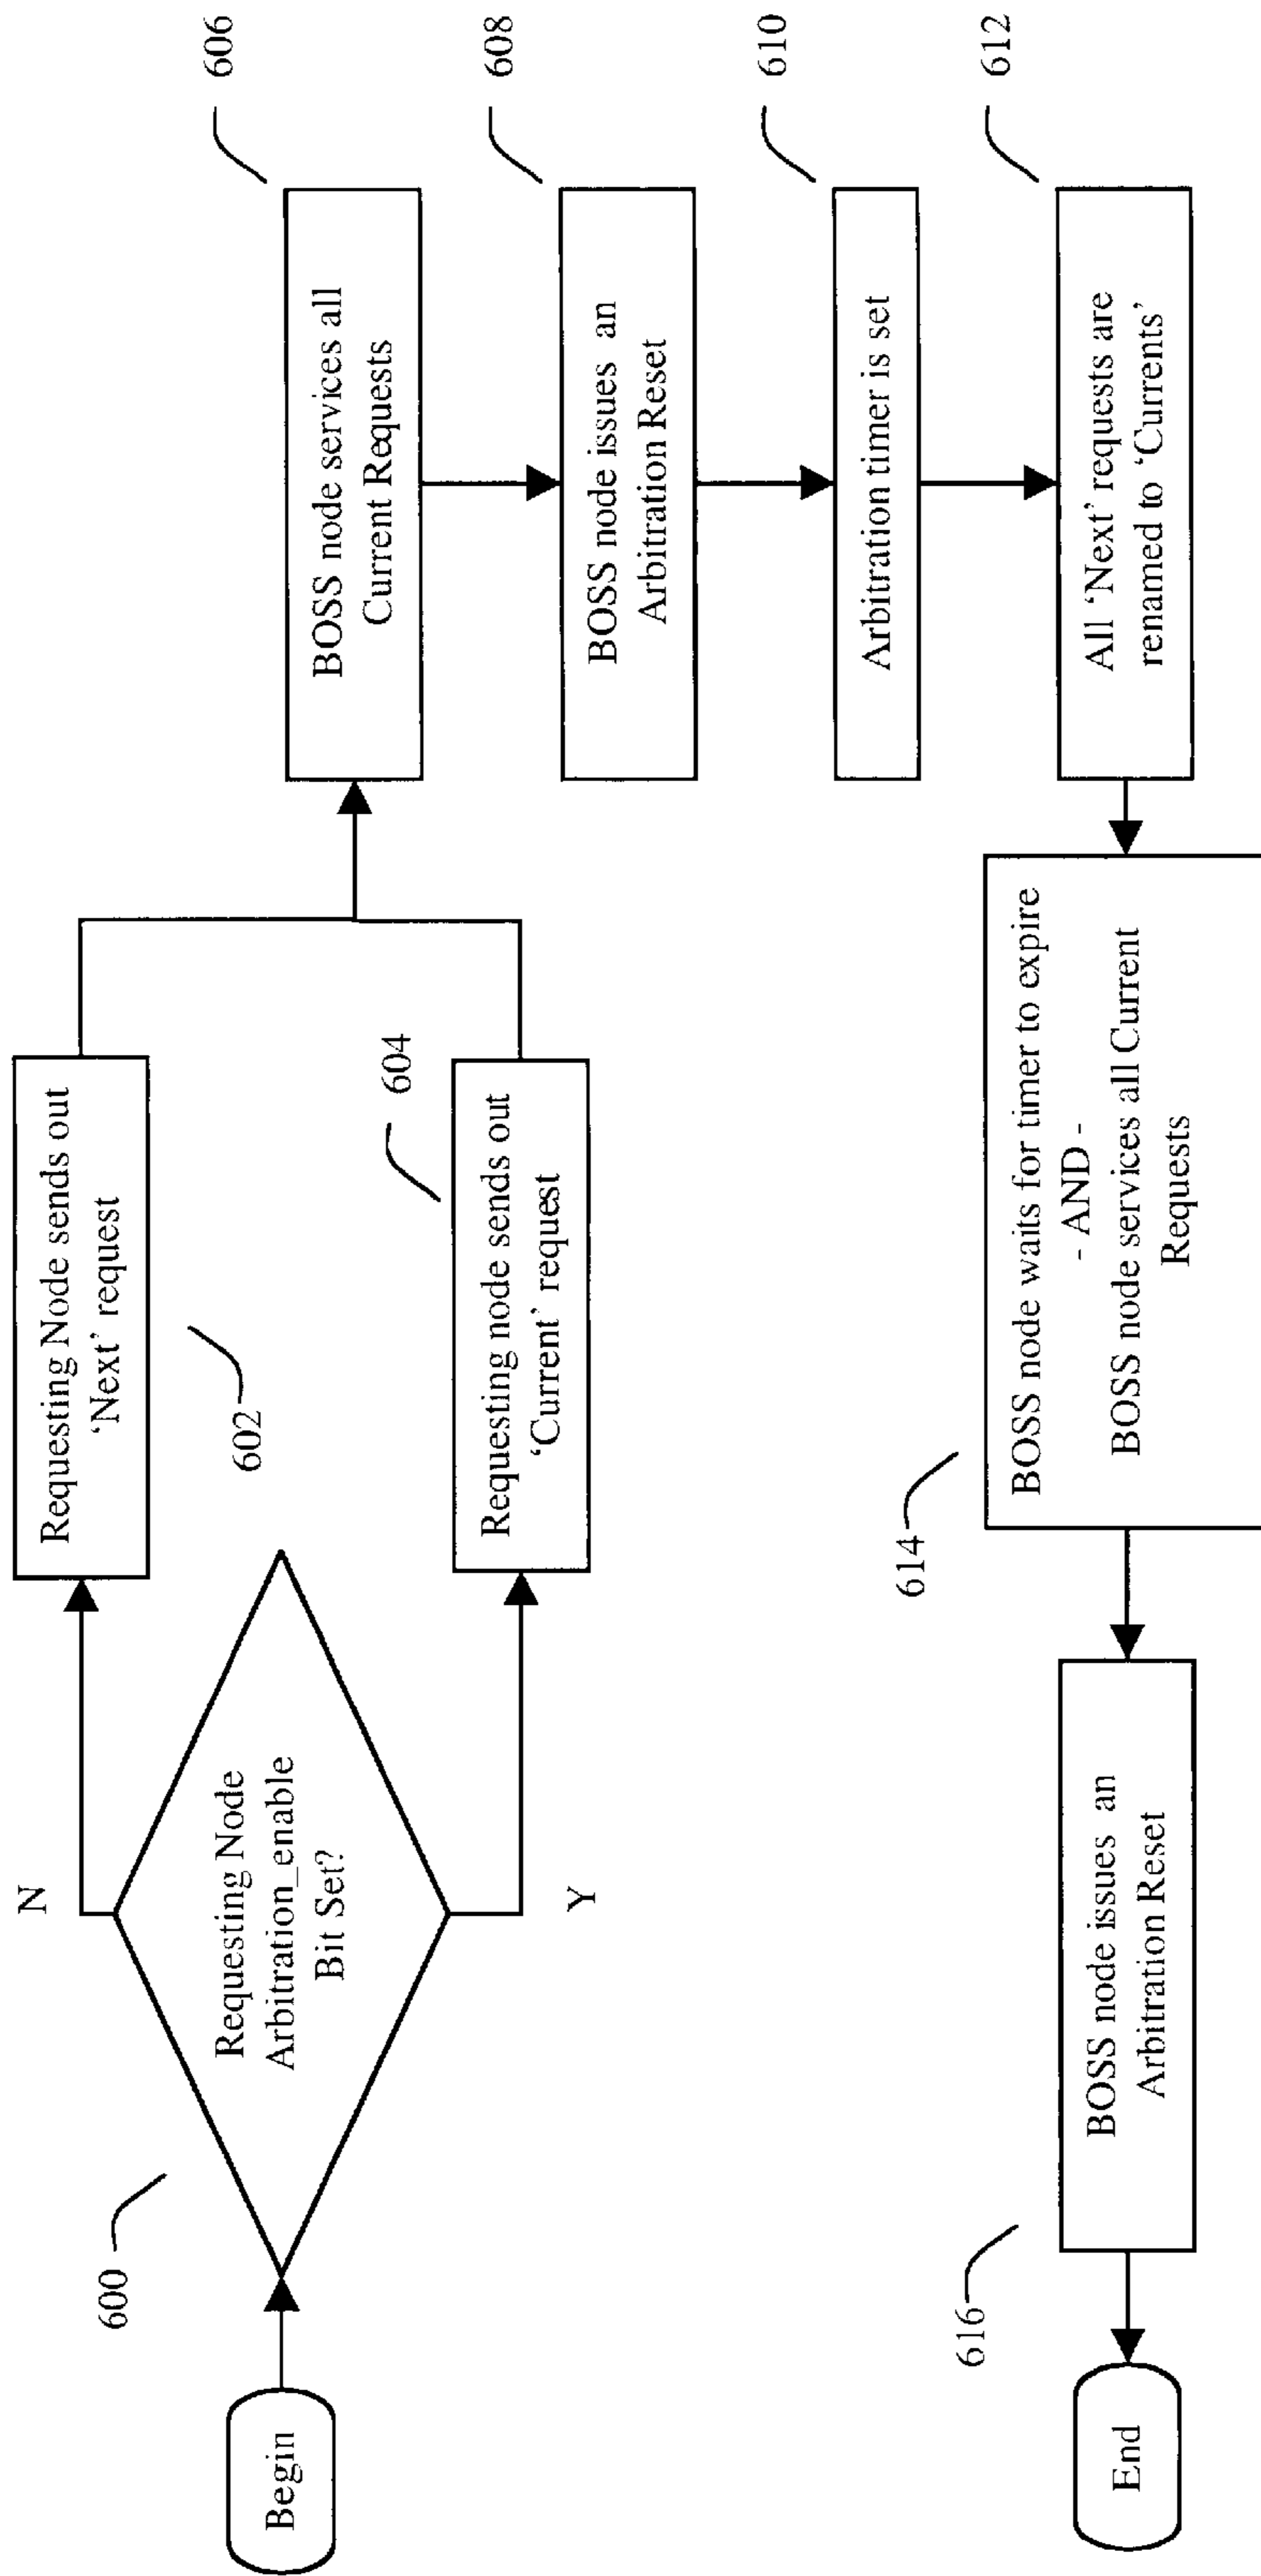 Begin
600
Requesting Node
Arbitration_enable
Bit Set?
N
Y
Requesting Node sends out
‘Next’ request
602
Requesting node sends out
‘Current’ request
604
BOSS node services all
Current Requests
606
BOSS node issues an
Arbitration Reset
608
Arbitration timer is set
610
All ‘Next’ requests are
renamed to ‘Currents’
612
BOSS node waits for timer to expire
- AND -
BOSS node services all Current
Requests
614
BOSS node issues an
Arbitration Reset
616
End